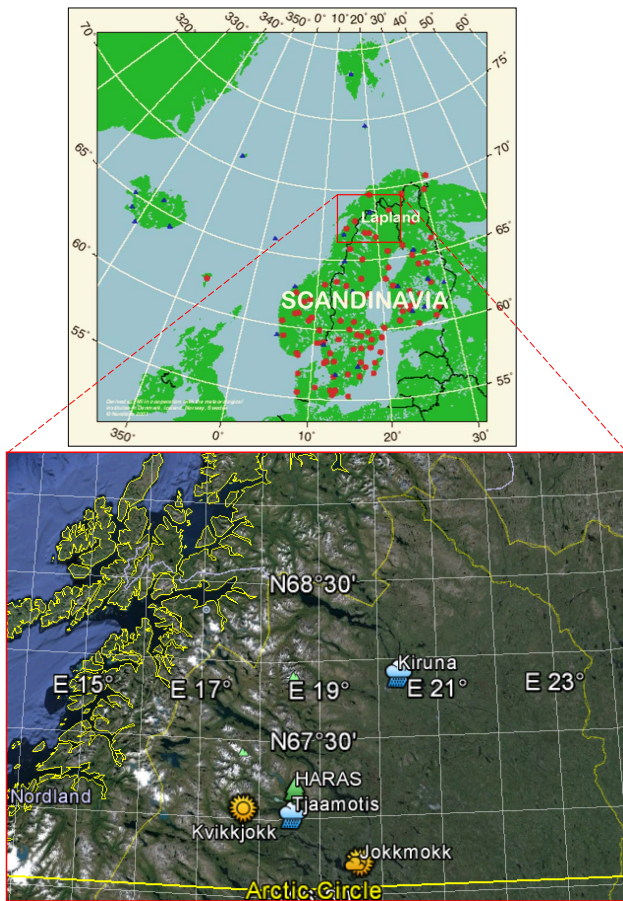 320° 330° 340° 350° 0° 10° 20° 30° 40° 50° 60°
70°
75°
65°
70°
60°
Lapland
65°
SCANDINAVIA
60°
55°
55°
350° 0° 10° 20° 30°
N68°30'
Kiruna
E 15° E 17° E 19° E 21° E 23°
N67°30'
HARAS
Nordland
Tjaamotis
Kvikkjokk
Jokkmokk
Arctic Circle